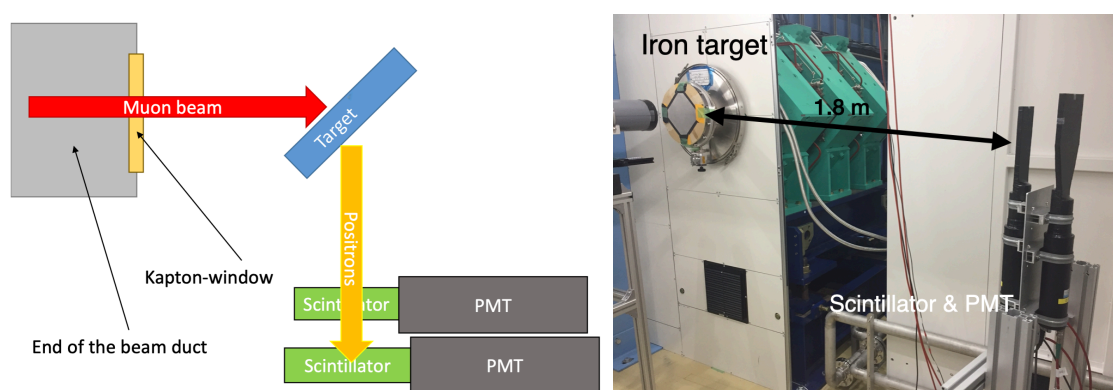 Muon beam
Target
Positrons
Kapton-window
End of the beam duct
Scintillator
PMT
Scintillator
PMT
Iron target
1.8 m
Scintillator & PMT